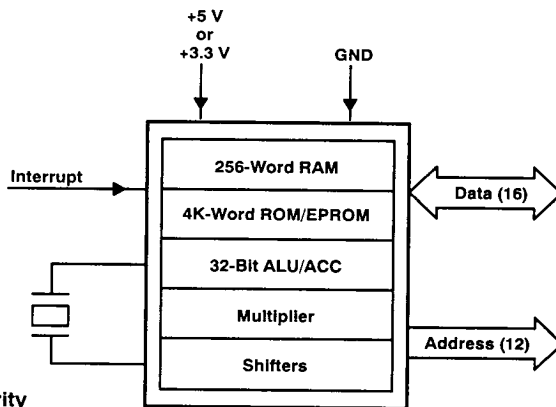 +5 V
or
+3.3 V
GND
Interrupt
256-Word RAM
4K-Word ROM/EPROM
32-Bit ALU/ACC
Multiplier
Shifters
Data (16)
Address (12)
rity